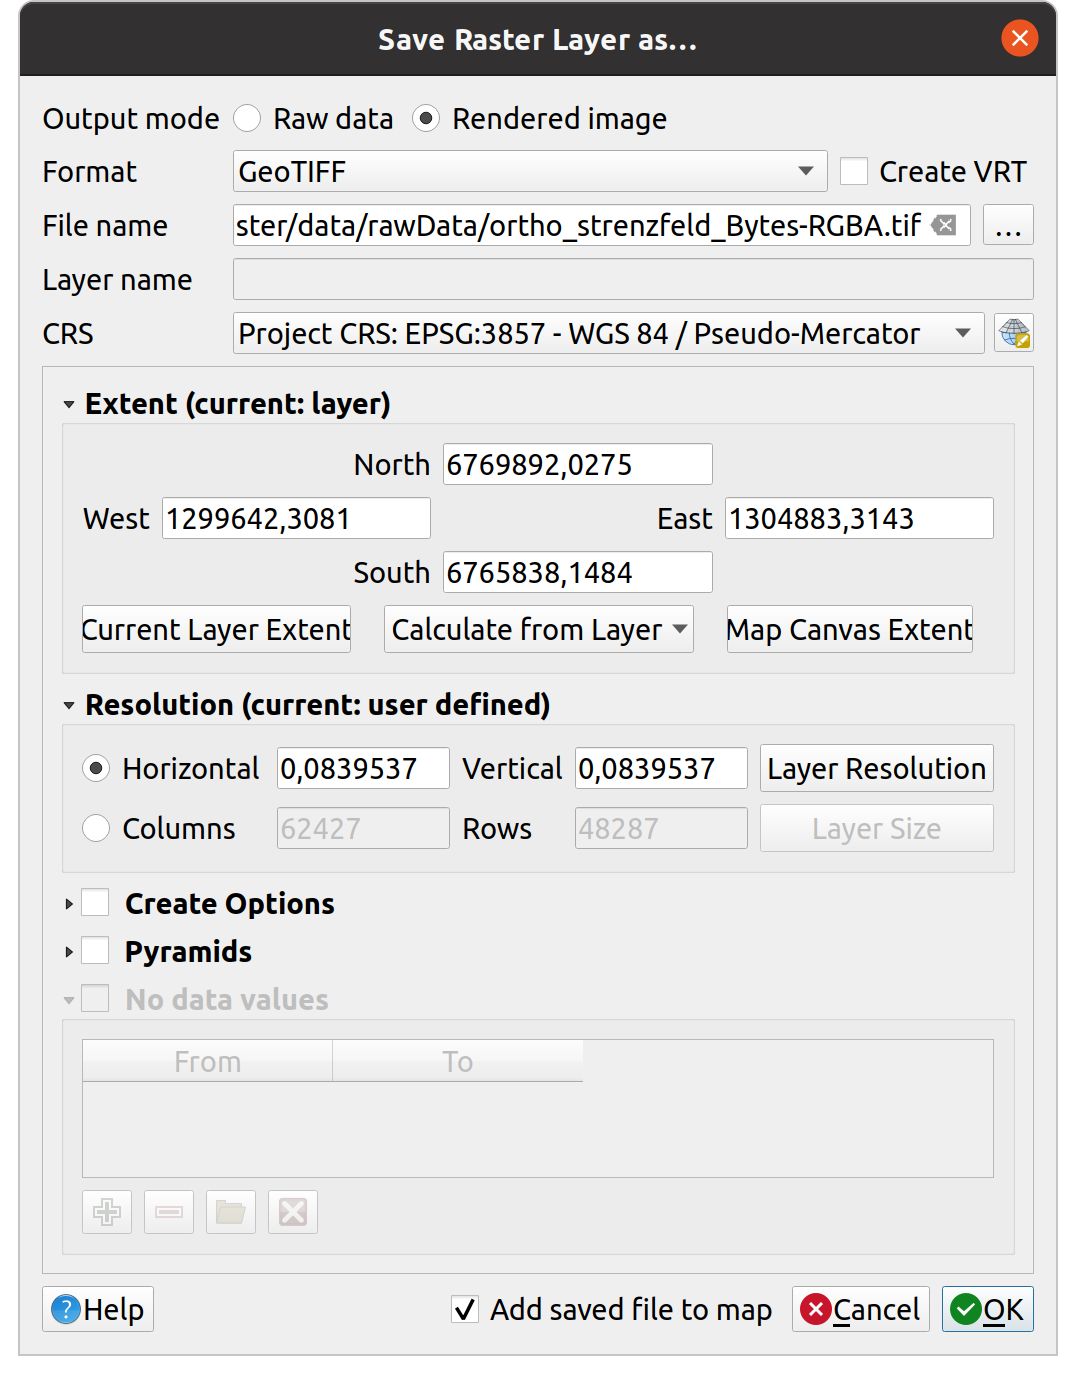 Save Raster Layer as…
Output mode Raw data Rendered image
Format GeoTIFF Create VRT
File name ster/data/rawData/ortho_strenzfeld_Bytes-RGBA.tif …
Layer name
CRS Project CRS: EPSG:3857 - WGS 84 / Pseudo-Mercator
Extent (current: layer)
North 6769892,0275
West 1299642,3081 East 1304883,3143
South 6765838,1484
Current Layer Extent Calculate from Layer Map Canvas Extent
Resolution (current: user defined)
Horizontal 0,0839537 Vertical 0,0839537 Layer Resolution
Columns 62427 Rows 48287 Layer Size
Create Options
Pyramids
No data values
From To
Help Add saved file to map Cancel OK